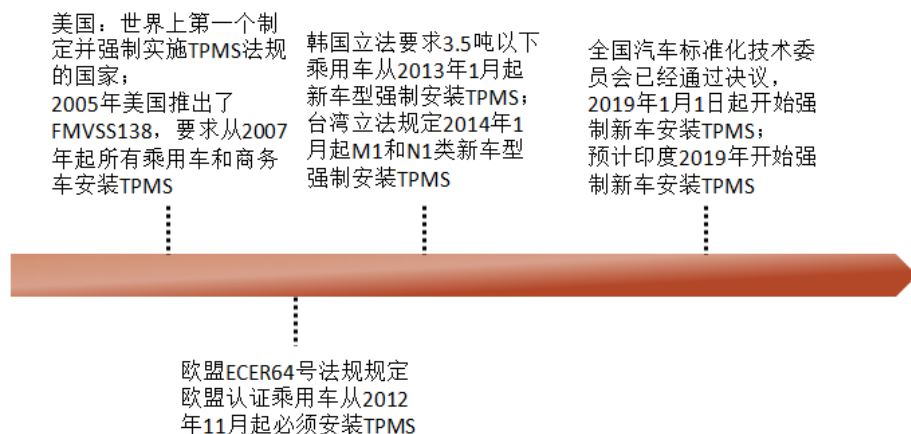 美国：世界上第一个制
定并强制实施TPMS法规
的国家；
2005年美国推出了
FMVSS138，要求从2007
年起所有乘用车和商务
车安装TPMS
韩国立法要求3.5吨以下
乘用车从2013年1月起
新车型强制安装TPMS；
台湾立法规定2014年1
月起M1和N1类新车型
强制安装TPMS
全国汽车标准化技术委
员会已经通过决议，
2019年1月1日起开始强
制新车安装TPMS；
预计印度2019年开始强
制新车安装TPMS
欧盟ECER64号法规规定
欧盟认证乘用车从2012
年11月起必须安装TPMS